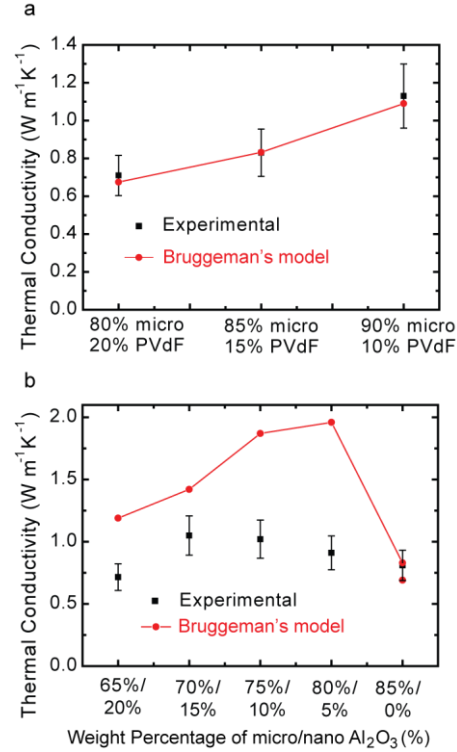 a
Thermal Conductivity (W m⁻¹K⁻¹)
1.4
1.2
1.0
0.8
0.6
0.4
0.2
0.0
Experimental
Bruggeman's model
80% micro 85% micro 90% micro
20% PVdF 15% PVdF 10% PVdF
b
Thermal Conductivity (W m⁻¹K⁻¹)
2.0
1.5
1.0
0.5
0.0
Experimental
Bruggeman's model
65%/ 70%/ 75%/ 80%/ 85%/
20% 15% 10% 5% 0%
Weight Percentage of micro/nano Al₂O₃(%)